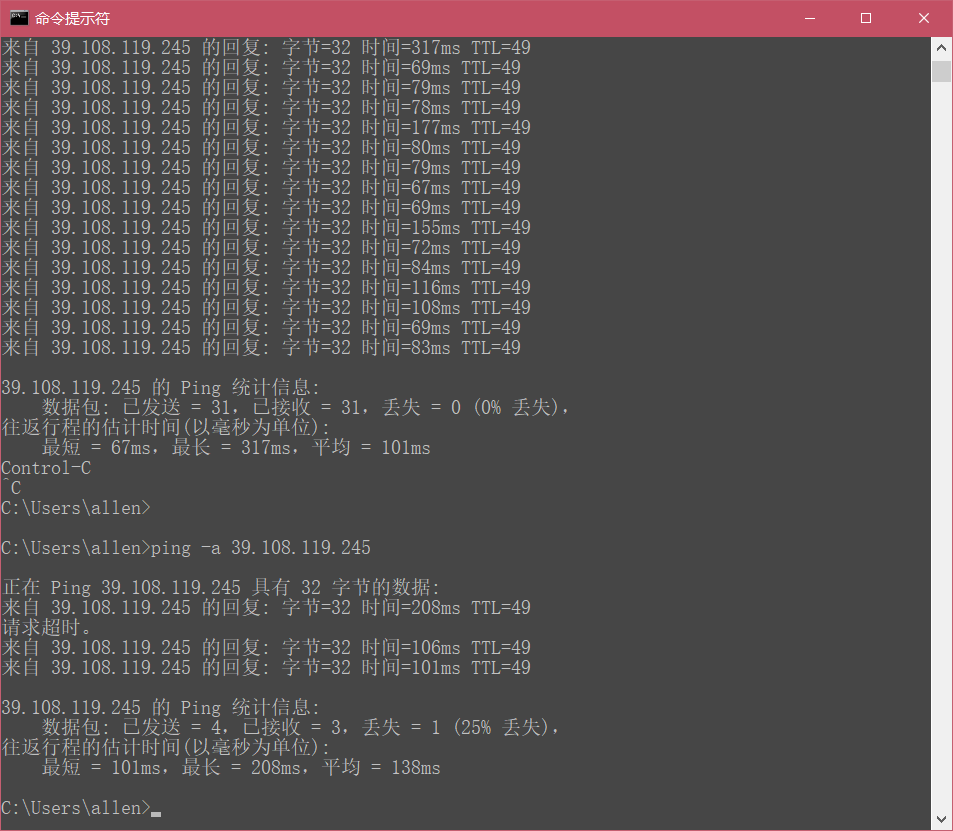 命令提示符
来自 39.108.119.245 的回复: 字节=32 时间=317ms TTL=49
来自 39.108.119.245 的回复: 字节=32 时间=69ms TTL=49
来自 39.108.119.245 的回复: 字节=32 时间=79ms TTL=49
来自 39.108.119.245 的回复: 字节=32 时间=78ms TTL=49
来自 39.108.119.245 的回复: 字节=32 时间=177ms TTL=49
来自 39.108.119.245 的回复: 字节=32 时间=80ms TTL=49
来自 39.108.119.245 的回复: 字节=32 时间=79ms TTL=49
来自 39.108.119.245 的回复: 字节=32 时间=67ms TTL=49
来自 39.108.119.245 的回复: 字节=32 时间=69ms TTL=49
来自 39.108.119.245 的回复: 字节=32 时间=155ms TTL=49
来自 39.108.119.245 的回复: 字节=32 时间=72ms TTL=49
来自 39.108.119.245 的回复: 字节=32 时间=84ms TTL=49
来自 39.108.119.245 的回复: 字节=32 时间=116ms TTL=49
来自 39.108.119.245 的回复: 字节=32 时间=108ms TTL=49
来自 39.108.119.245 的回复: 字节=32 时间=69ms TTL=49
来自 39.108.119.245 的回复: 字节=32 时间=83ms TTL=49
39.108.119.245 的 Ping 统计信息:
数据包: 已发送 = 31，已接收 = 31，丢失 = 0 (0% 丢失)，
往返行程的估计时间(以毫秒为单位):
最短 = 67ms，最长 = 317ms，平均 = 101ms
Control-C
^C
C:\Users\allen>
C:\Users\allen>ping -a 39.108.119.245
正在 Ping 39.108.119.245 具有 32 字节的数据:
来自 39.108.119.245 的回复: 字节=32 时间=208ms TTL=49
请求超时。
来自 39.108.119.245 的回复: 字节=32 时间=106ms TTL=49
来自 39.108.119.245 的回复: 字节=32 时间=101ms TTL=49
39.108.119.245 的 Ping 统计信息:
数据包: 已发送 = 4，已接收 = 3，丢失 = 1 (25% 丢失)，
往返行程的估计时间(以毫秒为单位):
最短 = 101ms，最长 = 208ms，平均 = 138ms
C:\Users\allen>